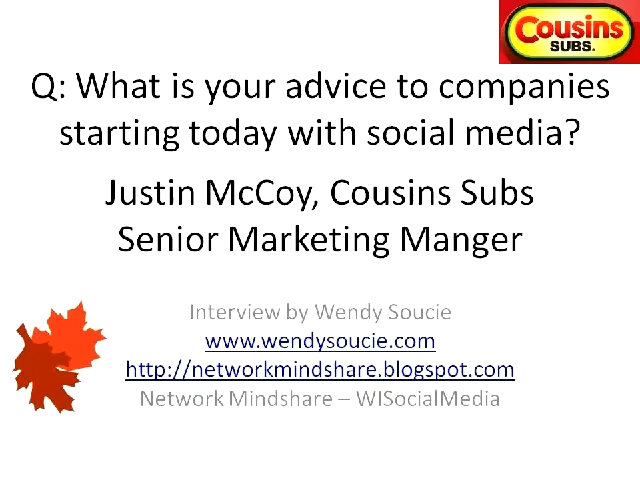 Cousins
SUBS.
Q: What is your advice to companies
starting today with social media?
Justin McCoy, Cousins Subs
Senior Marketing Manger
Interview by Wendy Soucie
www.wendysoucie.com
http://networkmindshare.blogspot.com
Network Mindshare – WISocialMedia